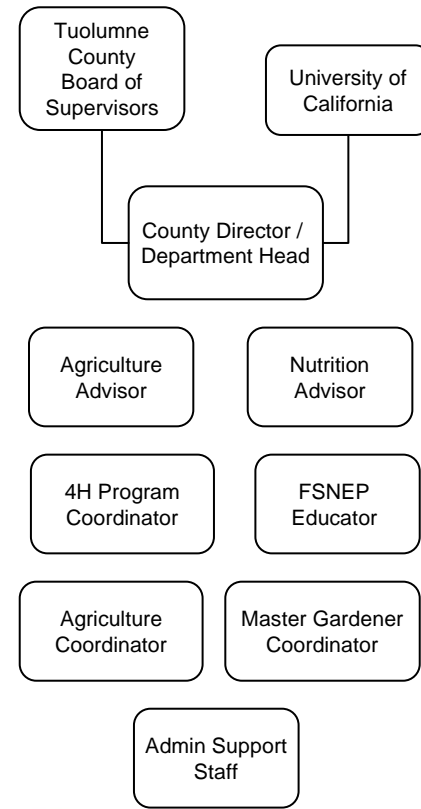 Tuolumne
County
Board of
Supervisors
University of
California
County Director /
Department Head
Agriculture
Advisor
Nutrition
Advisor
4H Program
Coordinator
FSNEP
Educator
Agriculture
Coordinator
Master Gardener
Coordinator
Admin Support
Staff